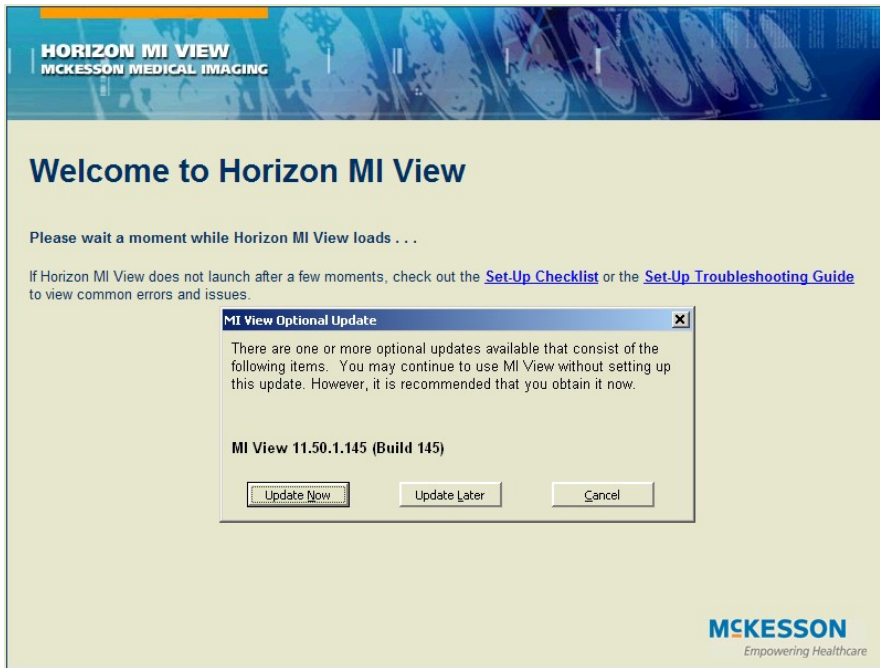 HORIZON MI VIEW
MCKESSON MEDICAL IMAGING
Welcome to Horizon MI View
Please wait a moment while Horizon MI View loads . . .
If Horizon MI View does not launch after a few moments, check out the Set-Up Checklist or the Set-Up Troubleshooting Guide
to view common errors and issues.
MI View Optional Update
There are one or more optional updates available that consist of the
following items. You may continue to use MI View without setting up
this update. However, it is recommended that you obtain it now.
MI View 11.50.1.145 (Build 145)
Update Now
Update Later
Cancel
MCKESSON
Empowering Healthcare